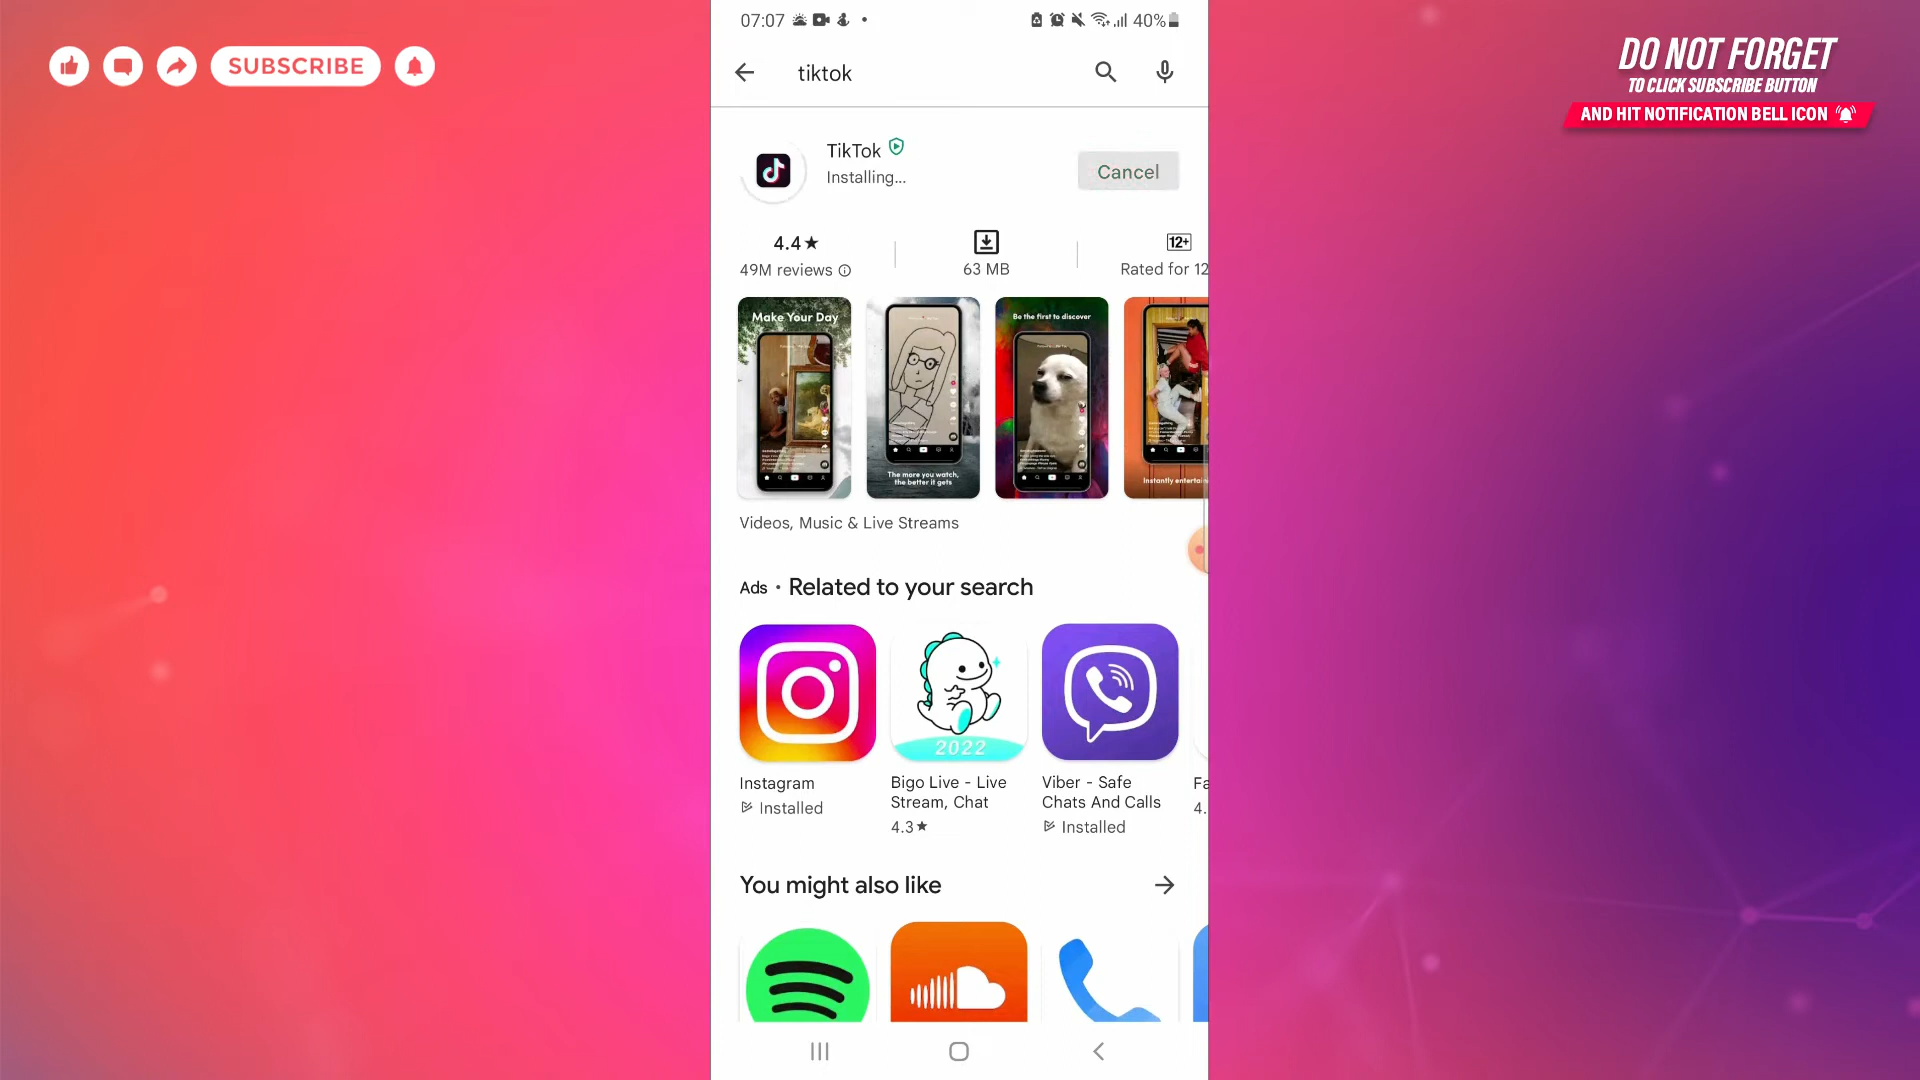 SUBSCRIBE
DO NOT FORGET
TO CLICK SUBSCRIBE BUTTON
AND HIT NOTIFICATION BELL ICON
07:07
40%
tiktok
TikTok
Installing...
Cancel
4.4★
49M reviews
63 MB
12+
Rated for 12
Make Your Day
The more you watch,
the better it gets
Be the first to discover
Instantly entertai
Videos, Music & Live Streams
Ads • Related to your search
2022
Instagram
Installed
Bigo Live - Live
Stream, Chat
4.3★
Viber - Safe
Chats And Calls
Installed
Fa
4.
You might also like